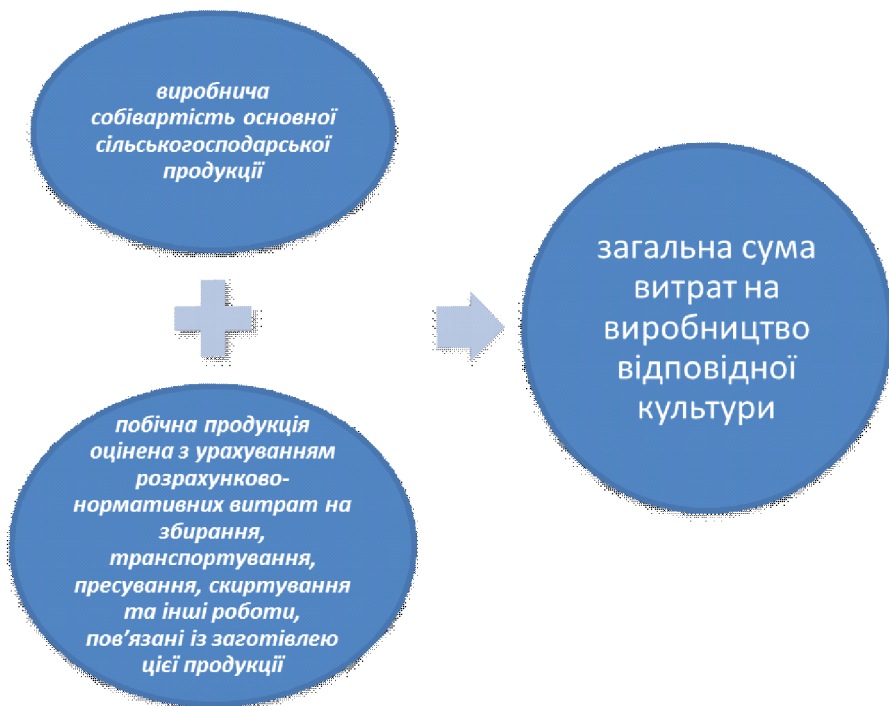 виробнича
собівартість основної
сільськогосподарської
продукції
побічна продукція
оцінена з урахуванням
розрахунково-
нормативних витрат на
збирання,
транспортування,
пресування, скиртування
та інші роботи,
пов’язані із заготівлею
цієї продукції
загальна сума
витрат на
виробництво
відповідної
культури